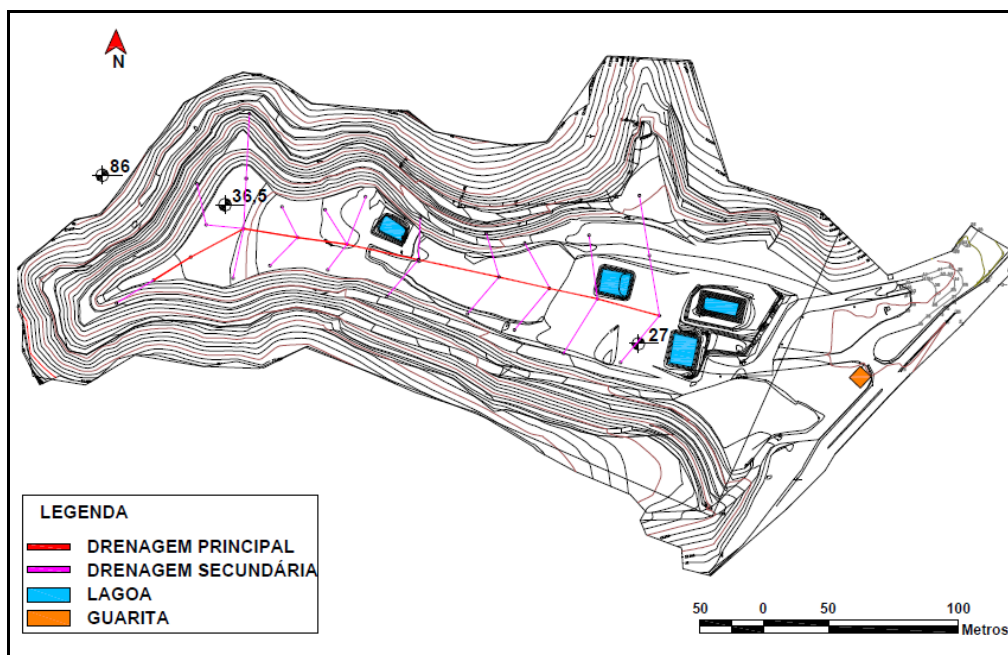 N
86
36,5
27
LEGENDA
DRENAGEM PRINCIPAL
DRENAGEM SECUNDÁRIA
LAGOA
GUARITA
50 0 50 100
Metros